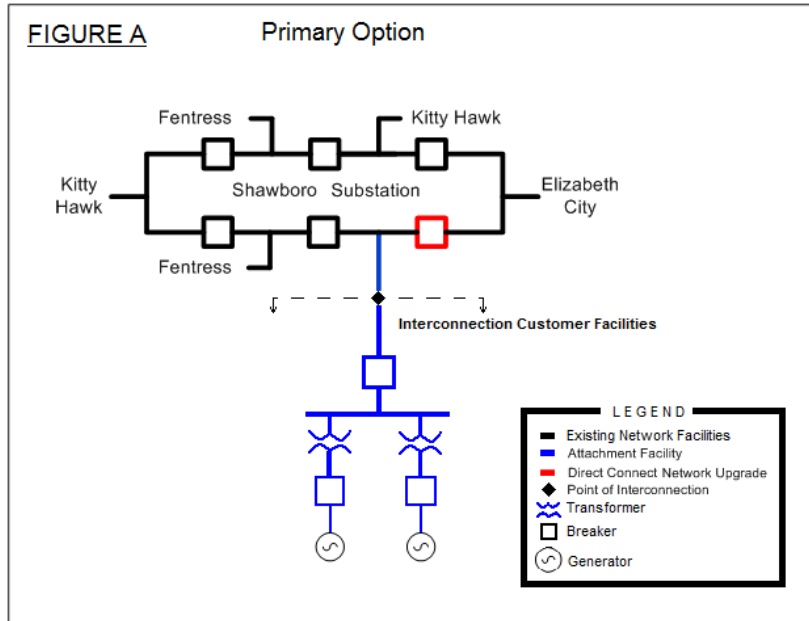 FIGURE A
Primary Option
Fentress
Kitty Hawk
Kitty
Hawk
Shawboro Substation
Elizabeth
City
Fentress
Interconnection Customer Facilities
LEGEND
Existing Network Facilities
Attachment Facility
Direct Connect Network Upgrade
Point of Interconnection
Transformer
Breaker
Generator